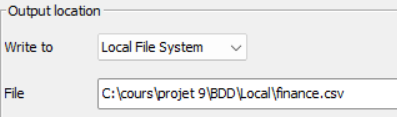 Output location
Write to Local File System
File C:\cours\projet 9\BDD\Local\finance.csv